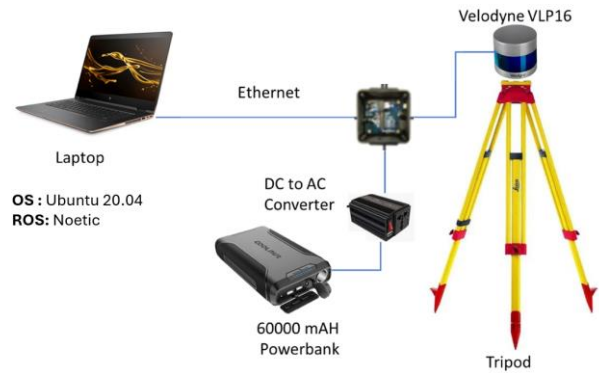 Velodyne VLP16
Ethernet
Laptop
DC to AC
Converter
OS : Ubuntu 20.04
ROS: Noetic
60000 mAH
Powerbank
Tripod